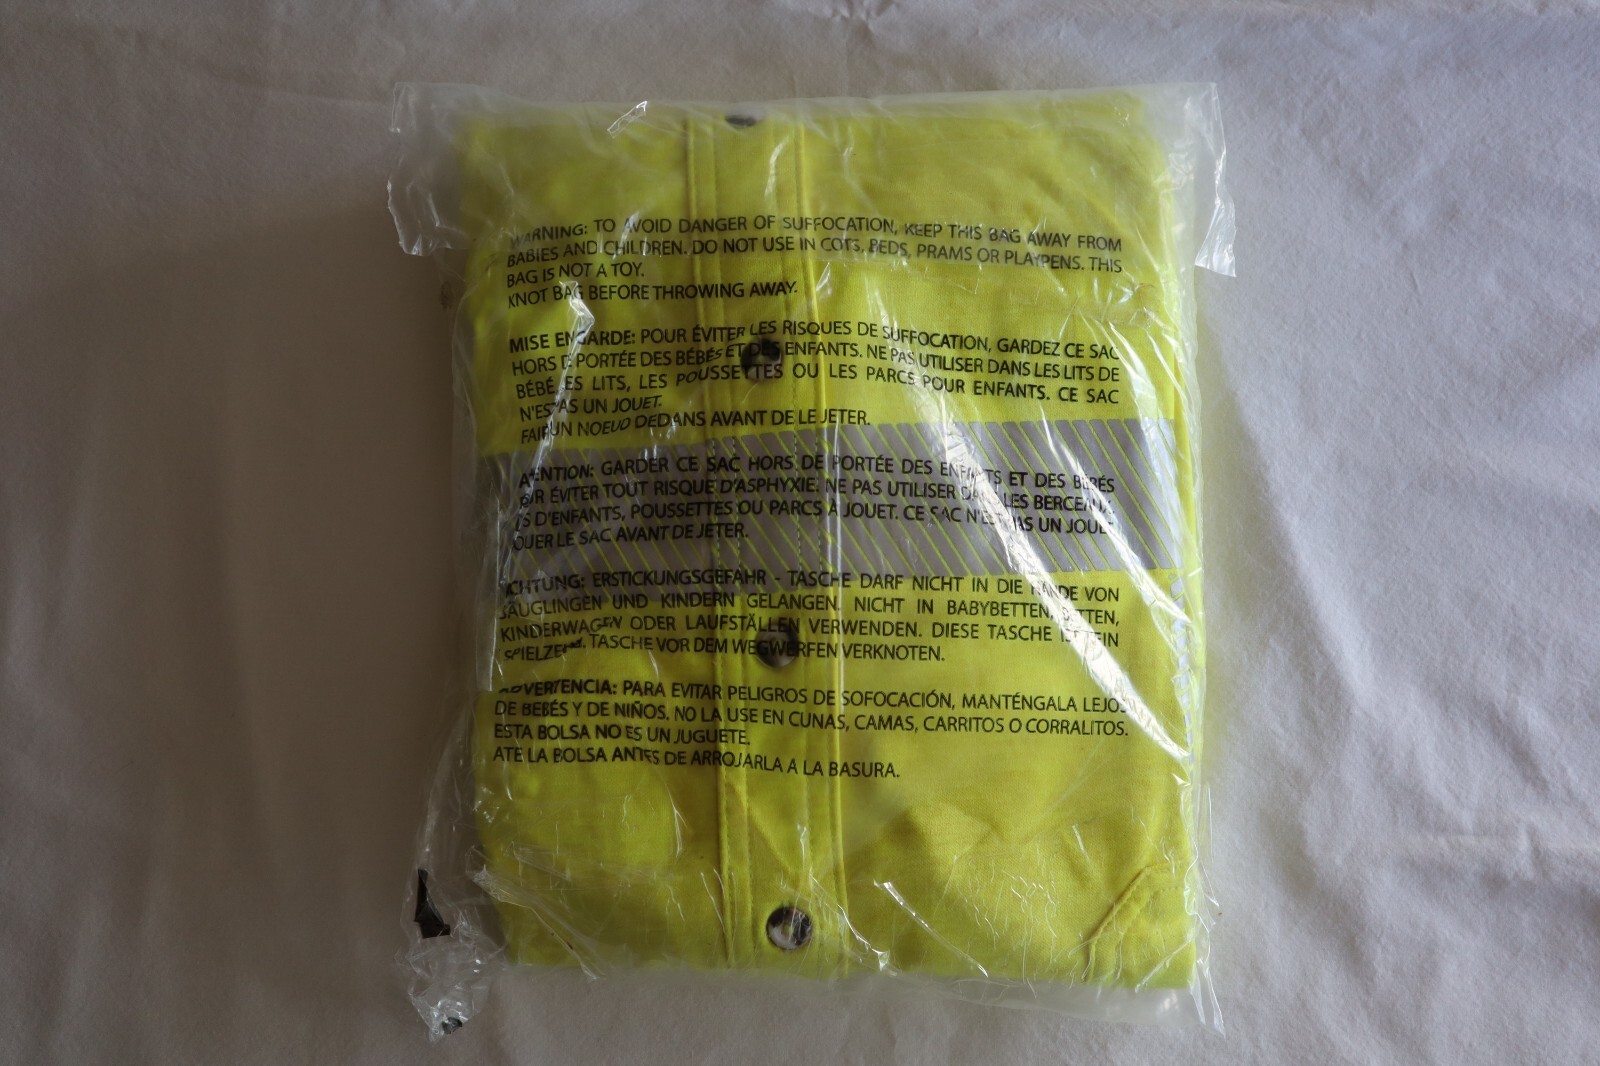 WARNING: TO AVOID DANGER OF SUFFOCATION, KEEP THIS BAG AWAY FROM
BABIES AND CHILDREN. DO NOT USE IN COTS, BEDS, PRAMS OR PLAYPENS. THIS
BAG IS NOT A TOY.
KNOT BAG BEFORE THROWING AWAY.
MISE EN GARDE: POUR ÉVITER LES RISQUES DE SUFFOCATION, GARDEZ CE SAC
HORS DE PORTÉE DES BÉBÉS ET DES ENFANTS. NE PAS UTILISER DANS LES LITS DE
BÉBÉ, LES LITS, LES POUSSETTES OU LES PARCS POUR ENFANTS. CE SAC
N'EST PAS UN JOUET.
FAIRE UN NOEUD DEDANS AVANT DE LE JETER.
ATTENTION: GARDER CE SAC HORS DE PORTÉE DES ENFANTS ET DES BÉBÉS
POUR ÉVITER TOUT RISQUE D'ASPHYXIE. NE PAS UTILISER DANS LES BERCEAUX,
LITS D'ENFANTS, POUSSETTES OU PARCS À JOUET. CE SAC N'EST PAS UN JOUET
NOUER LE SAC AVANT DE JETER.
ACHTUNG: ERSTICKUNGSGEFAHR - TASCHE DARF NICHT IN DIE HÄNDE VON
SÄUGLINGEN UND KINDERN GELANGEN. NICHT IN BABYBETTEN, BETTEN,
KINDERWAGEN ODER LAUFSTÄLLEN VERWENDEN. DIESE TASCHE IST EIN
SPIELZEUG. TASCHE VOR DEM WEGWERFEN VERKNOTEN.
ADVERTENCIA: PARA EVITAR PELIGROS DE SOFOCACIÓN, MANTÉNGALA LEJOS
DE BEBÉS Y DE NIÑOS. NO LA USE EN CUNAS, CAMAS, CARRITOS O CORRALITOS.
ESTA BOLSA NO ES UN JUGUETE.
ATE LA BOLSA ANTES DE ARROJARLA A LA BASURA.